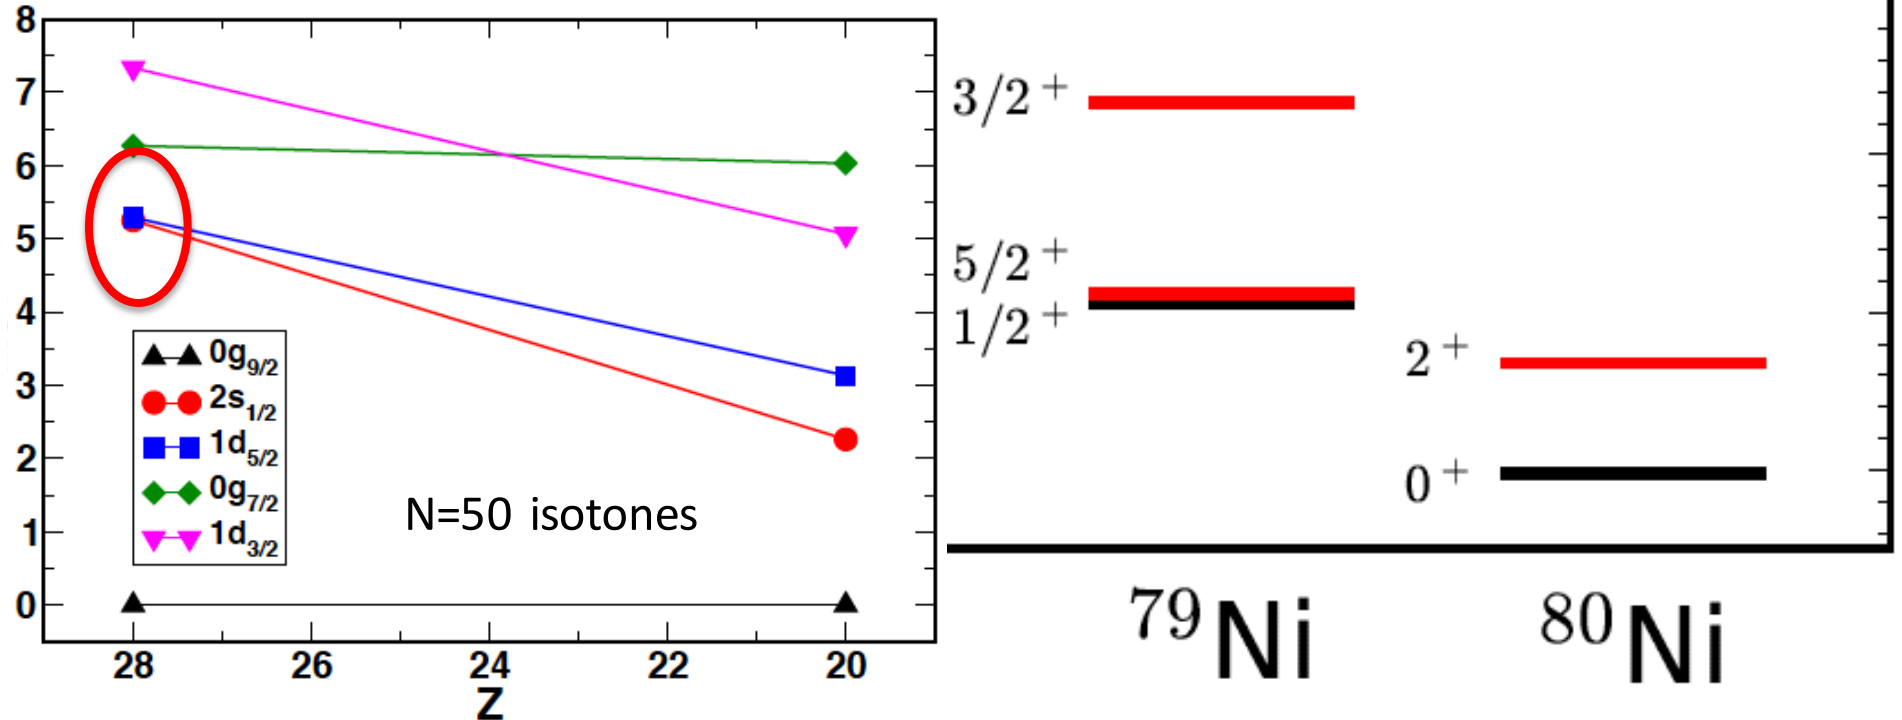 8
7
6
5
4
3
2
1
0
0g9/2
2s1/2
1d5/2
0g7/2
1d3/2
N=50 isotones
28 26 24 22 20
Z
3/2+
5/2+
1/2+
2+
0+
79Ni
80Ni